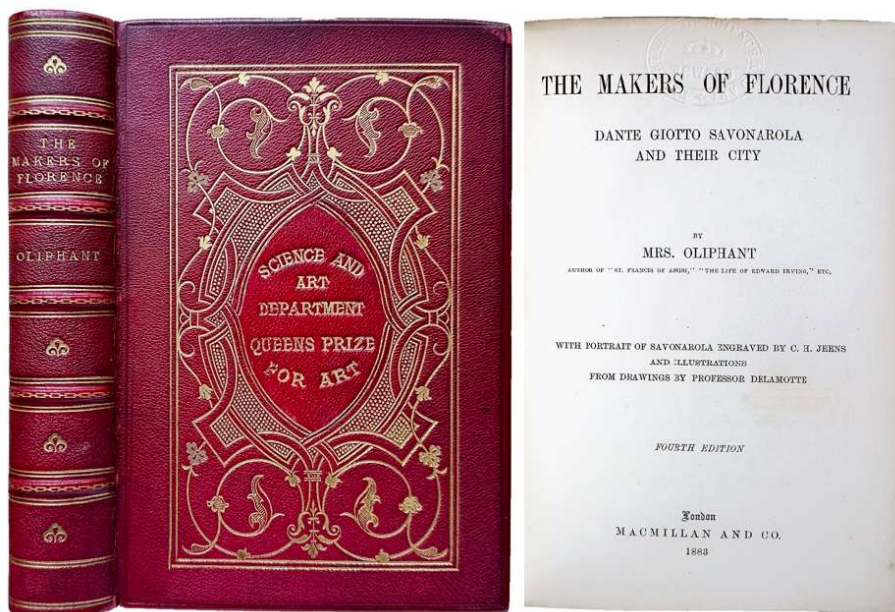 THE
MAKERS OF
FLORENCE
OLIPHANT
SCIENCE AND
ART
DEPARTMENT
QUEENS PRIZE
FOR ART
THE MAKERS OF FLORENCE
DANTE GIOTTO SAVONAROLA
AND THEIR CITY
BY
MRS. OLIPHANT
AUTHOR OF "ST. FRANCIS OF ASSISI," "THE LIFE OF EDWARD IRVING," ETC.
WITH PORTRAIT OF SAVONAROLA ENGRAVED BY C. H. JEENS
AND ILLUSTRATIONS
FROM DRAWINGS BY PROFESSOR DELAMOTTE
FOURTH EDITION
London
MACMILLAN AND CO.
1883